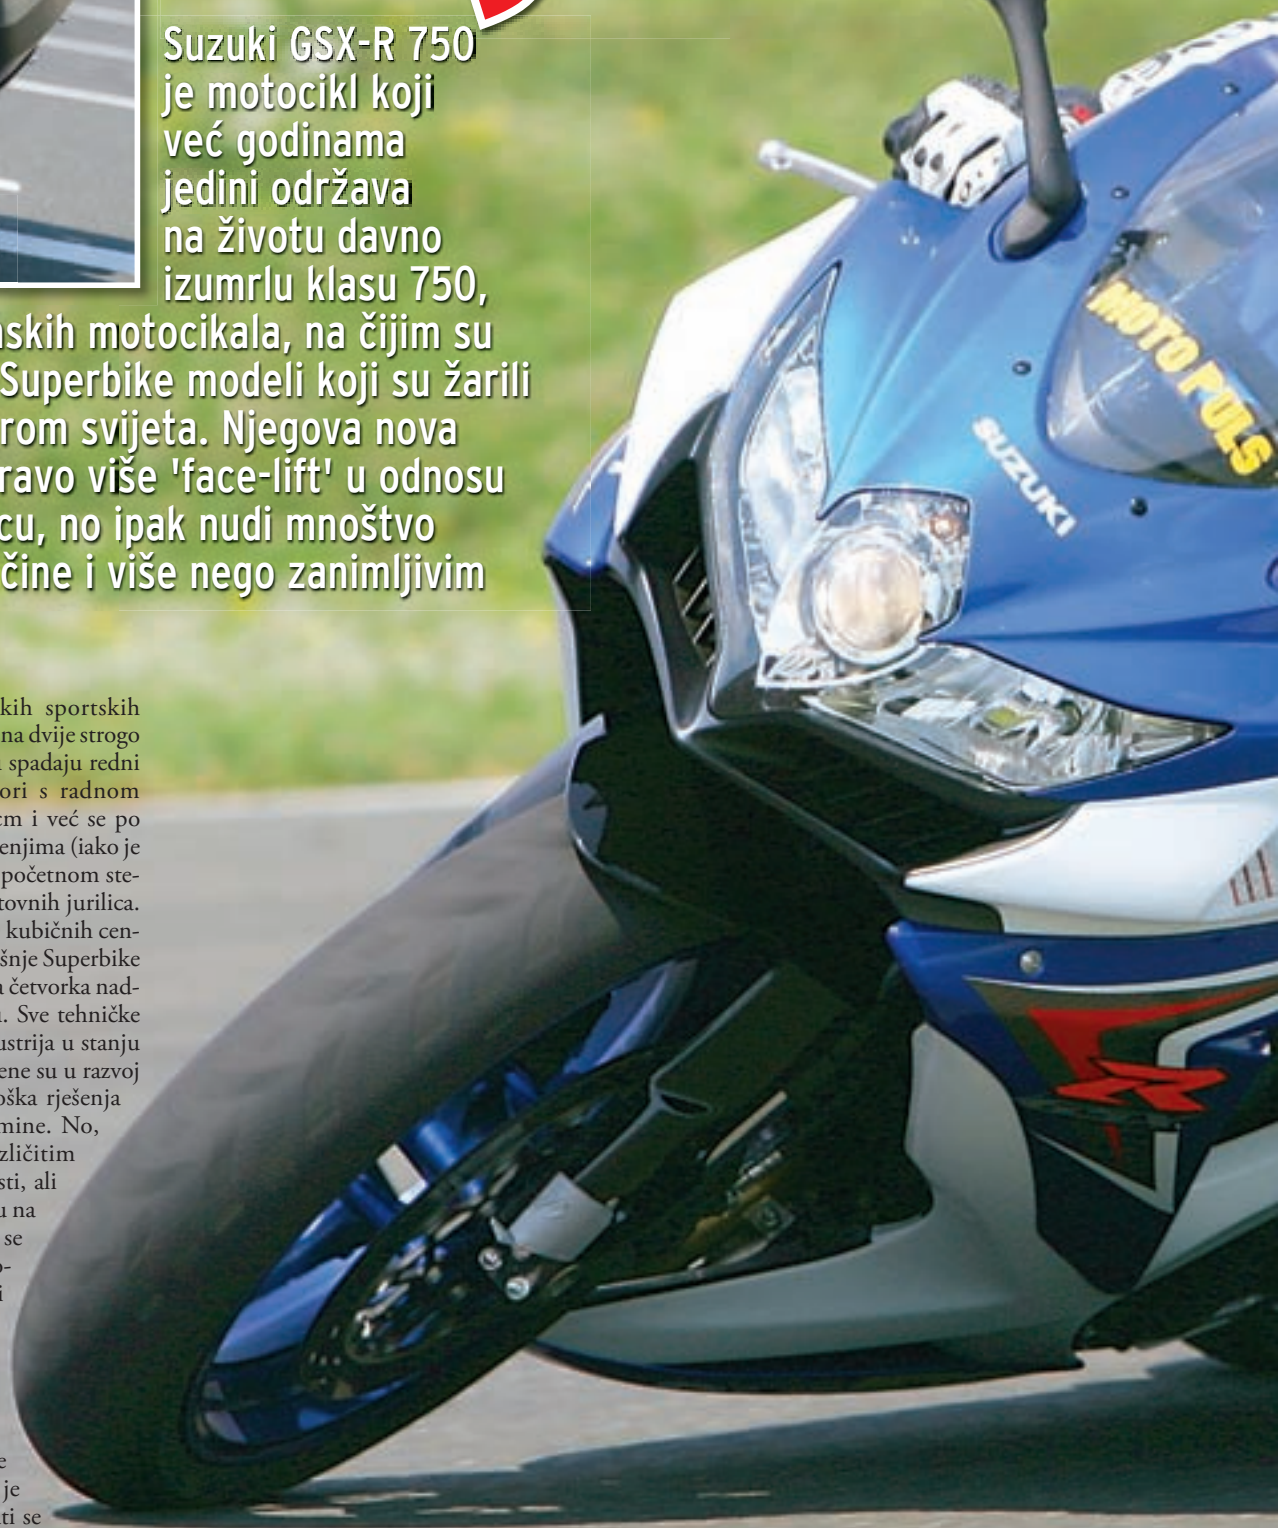 Suzuki GSX-R 750
je motocikl koji
već godinama
jedini održava
na životu davno
izumrlu klasu 750,
skih motocikala, na čijim su
Superbike modeli koji su žarili
rom svijeta. Njegova nova
ravo više 'face-lift' u odnosu
cu, no ipak nudi mnoštvo
čine i više nego zanimljivim
kih sportskih
na dvije strogo
spadaju redni
ori s radnom
cm i već se po
enjima (iako je
početnom ste-
tovnih jurilica.
kubičnih cen-
šnje Superbike
četvorka nad-
. Sve tehničke
ustrija u stanju
ene su u razvoj
oška rješenja
mine. No,
zličitim
sti, ali
u na
se
o-
i
e
je
ti se
MOTO PULS
SUZUKI
R